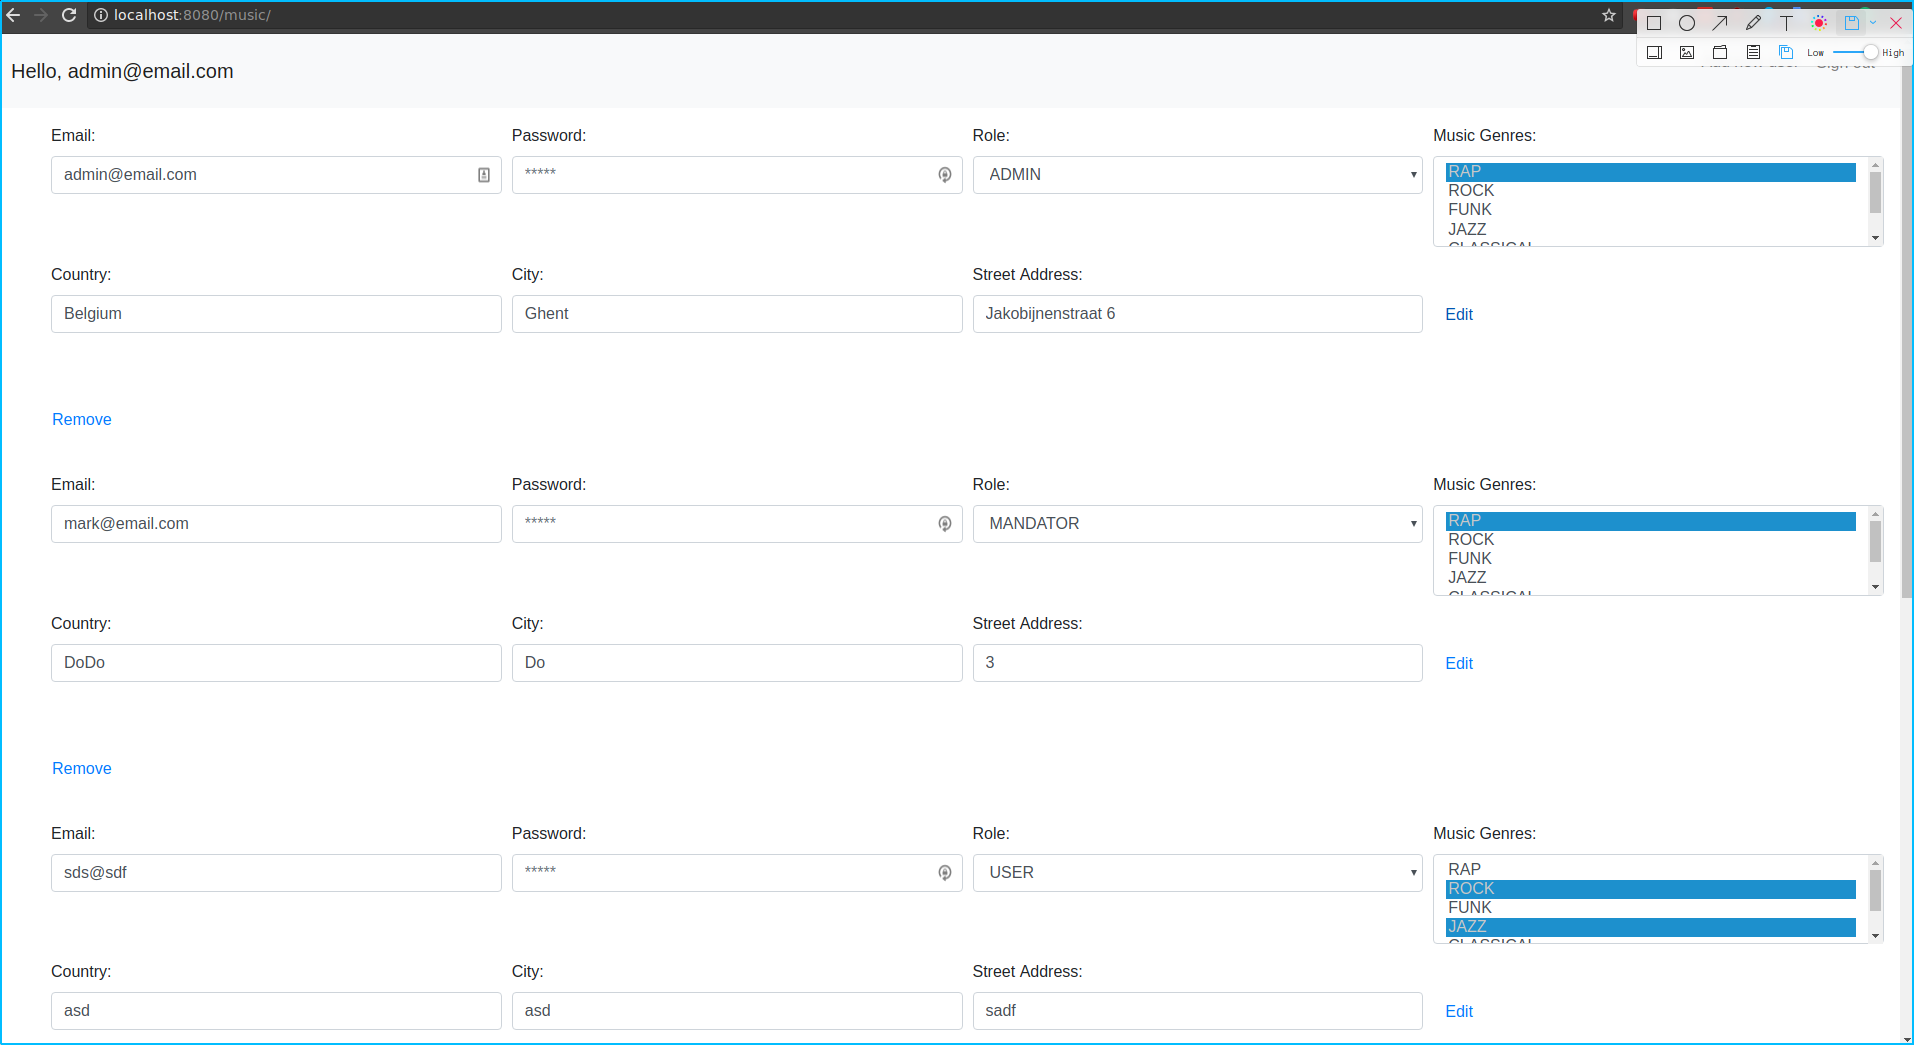 localhost:8080/music/
Low High
Hello, admin@email.com
Email: Password: Role: Music Genres:
admin@email.com ***** ADMIN RAP
ROCK
FUNK
JAZZ
CLASSICAL
Country: City: Street Address:
Belgium Ghent Jakobijnenstraat 6 Edit
Remove
Email: Password: Role: Music Genres:
mark@email.com ***** MANDATOR RAP
ROCK
FUNK
JAZZ
CLASSICAL
Country: City: Street Address:
DoDo Do 3 Edit
Remove
Email: Password: Role: Music Genres:
sds@sdf ***** USER RAP
ROCK
FUNK
JAZZ
CLASSICAL
Country: City: Street Address:
asd asd sadf Edit